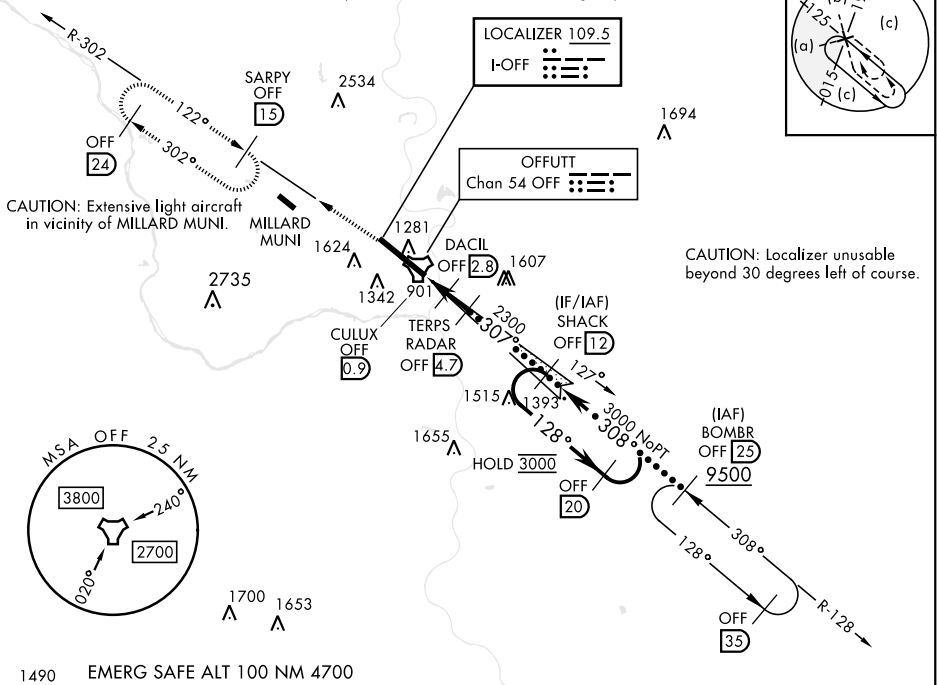 R-302
SARPY
OFF
15
2534
122°
302°
OFF
24
LOCALIZER 109.5
I-OFF
1694
125
(b)
(c)
(a)
015
(c)
OFFUTT
Chan 54 OFF
CAUTION: Extensive light aircraft
in vicinity of MILLARD MUNI.
MILLARD
MUNI
1281
1624
DACIL
OFF 2.8
1607
CAUTION: Localizer unusable
beyond 30 degrees left of course.
2735
1342
901
CULUX
OFF
0.9
TERPS
RADAR
OFF 4.7
2300
307°
(IF/IAF)
SHACK
OFF 12
127°
1515
1393
3000 NoPT
308°
128°
1655
HOLD 3000
OFF
20
(IAF)
BOMBR
OFF 25
9500
308°
128°
R-128
OFF
35
MSA OFF 25 NM
3800
240°
2700
020°
1700
1653
1490
EMERG SAFE ALT 100 NM 4700